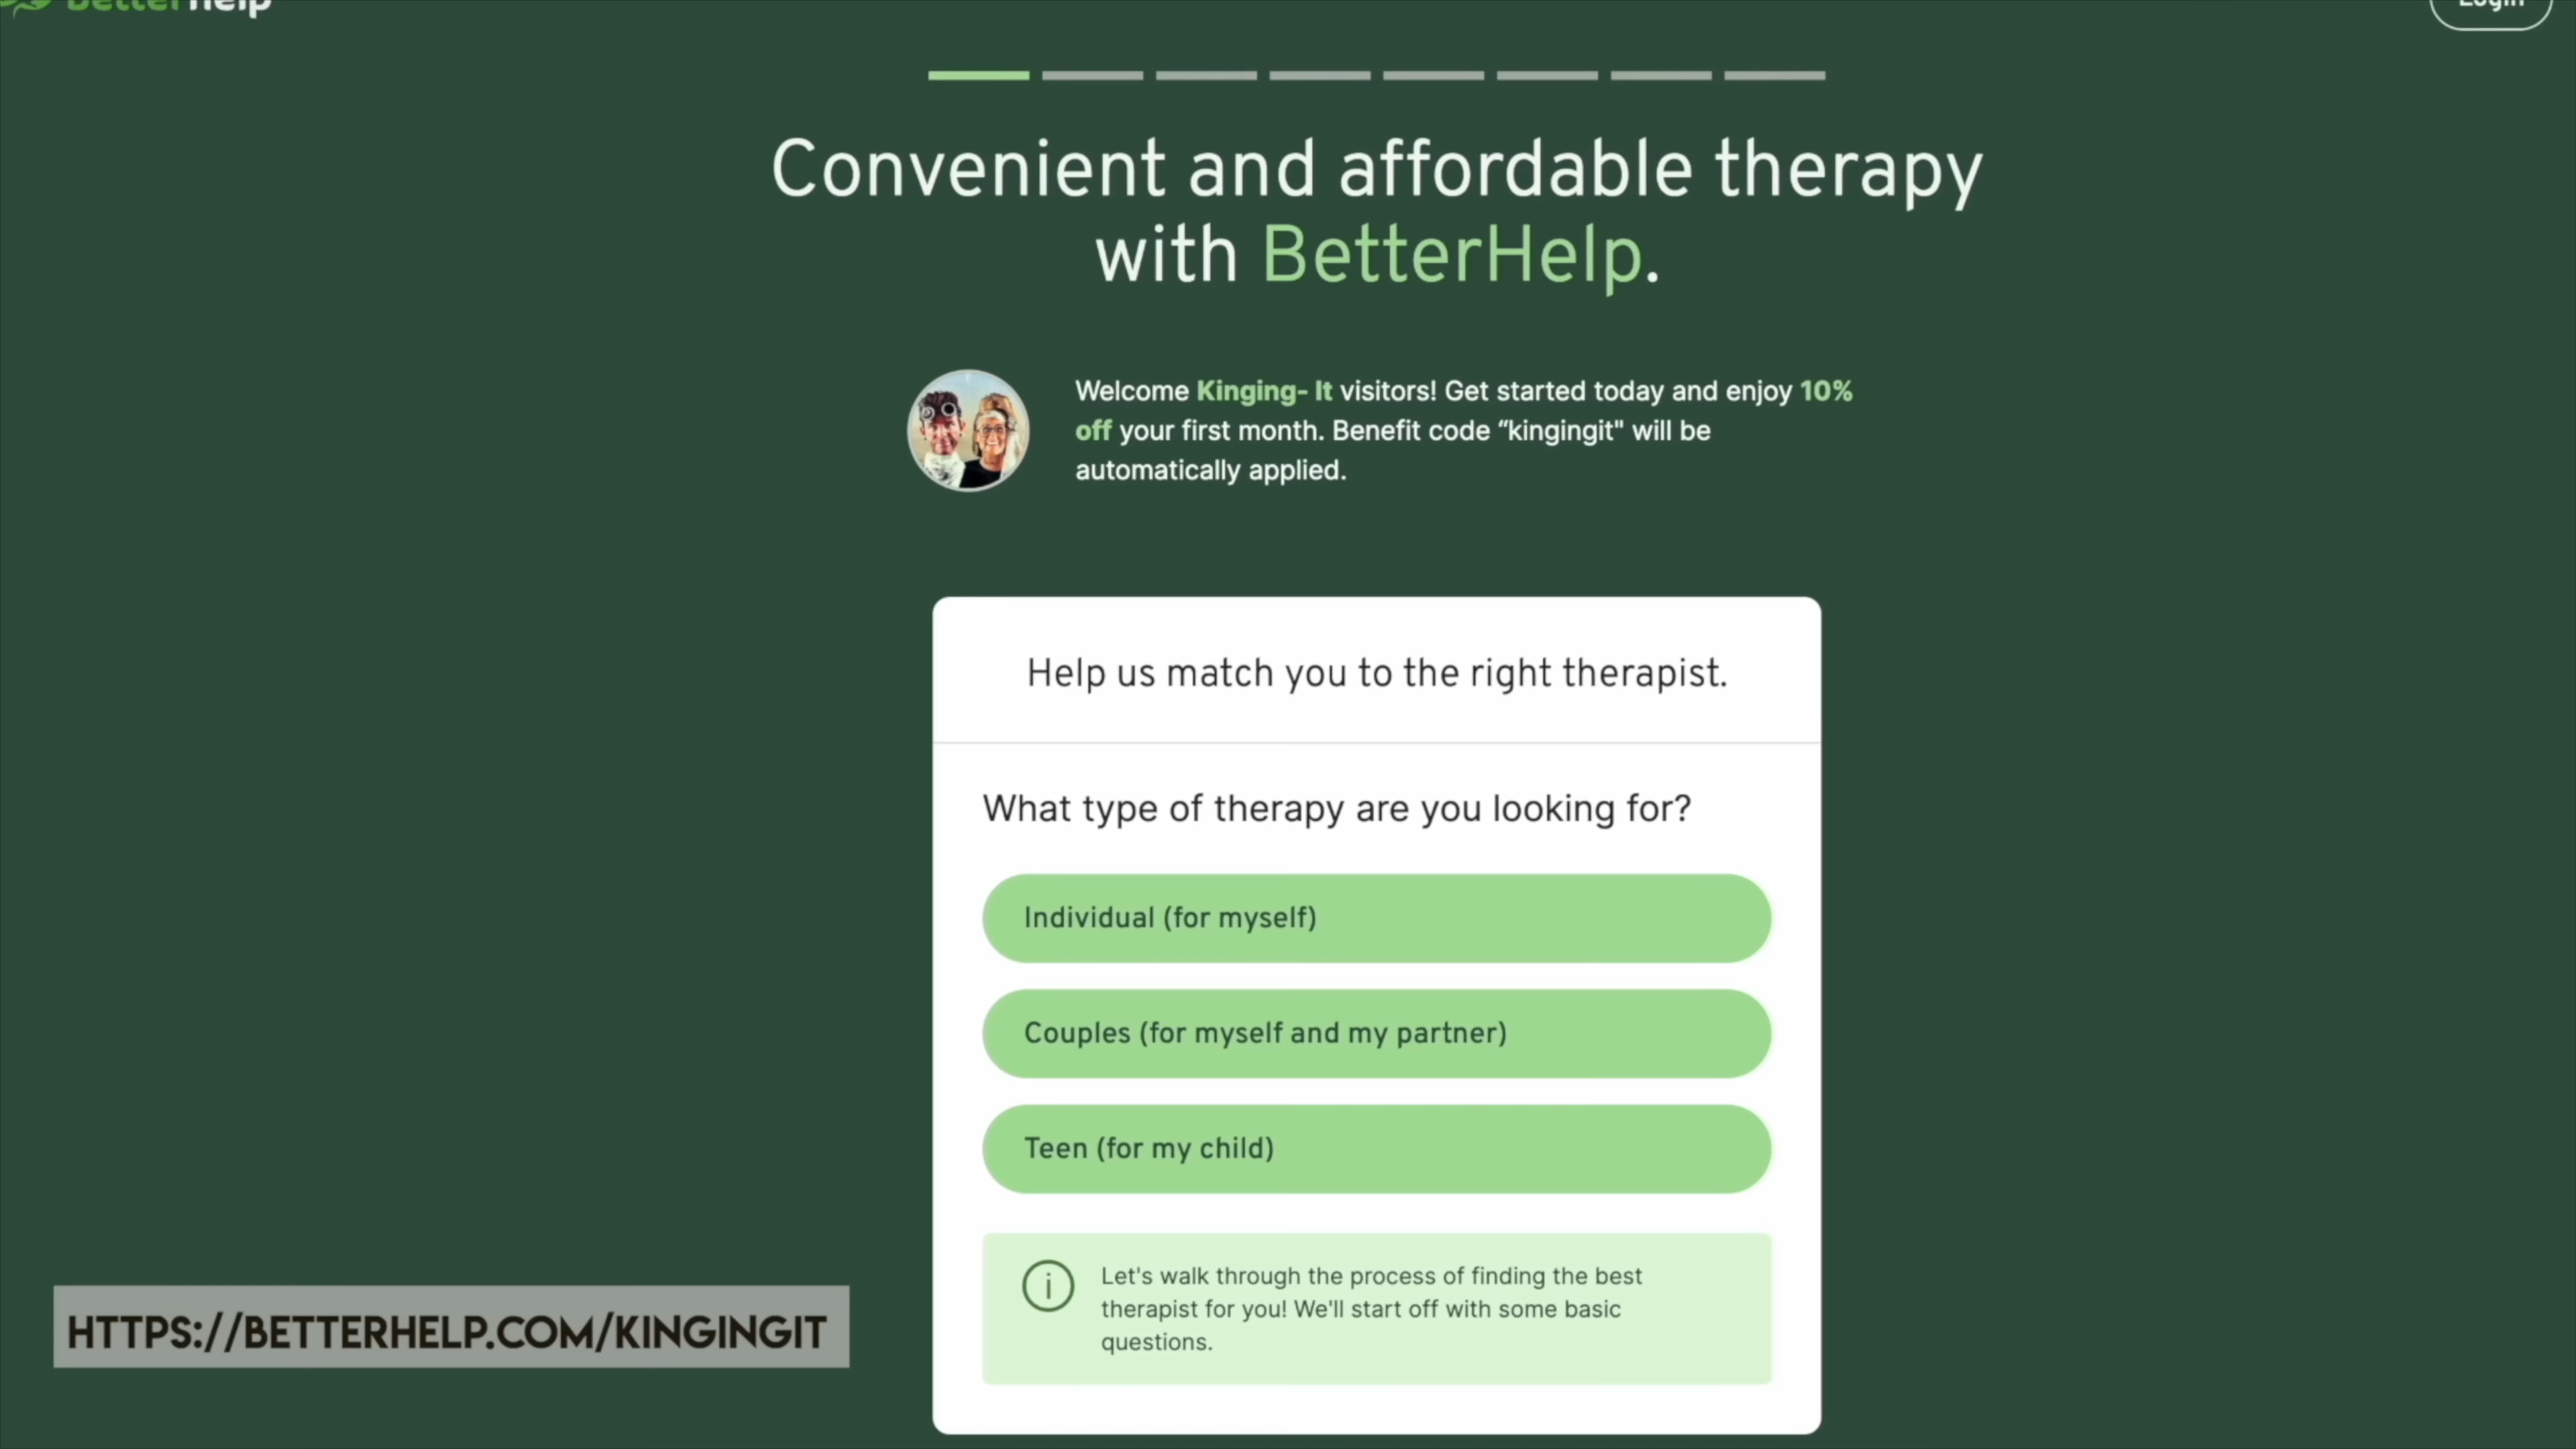 BetterHelp
Login
Convenient and affordable therapy
with BetterHelp.
Welcome Kinging- It visitors! Get started today and enjoy 10%
off your first month. Benefit code “kingingit" will be
automatically applied.
Help us match you to the right therapist.
What type of therapy are you looking for?
Individual (for myself)
Couples (for myself and my partner)
Teen (for my child)
Let's walk through the process of finding the best
therapist for you! We'll start off with some basic
questions.
HTTPS://BETTERHELP.COM/KINGINGIT